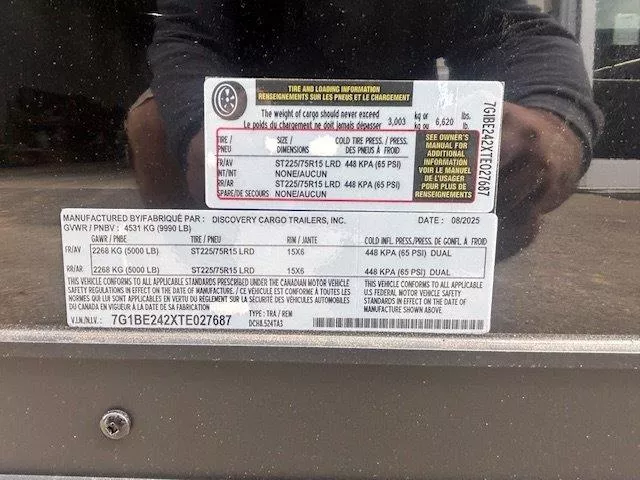 TIRE AND LOADING INFORMATION
RENSEIGNEMENTS SUR LES PNEUS ET LE CHARGEMENT
The weight of cargo should never exceed kg or lbs.
Le poids du chargement ne doit jamais dépasser 3,003 kg ou 6,620 lb.
TIRE / SIZE / COLD TIRE PRESS. / PRESS.
PNEU DIMENSIONS DES PNEUS À FROID
FR/AV ST225/75R15 LRD 448 KPA (65 PSI)
INT/INT NONE/AUCUN
RR/AR ST225/75R15 LRD 448 KPA (65 PSI)
SPARE/DE SECOURS NONE/AUCUN
SEE OWNER'S
MANUAL FOR
ADDITIONAL
INFORMATION
VOIR LE MANUEL
DE L'USAGER
POUR PLUS DE
RENSEIGNEMENTS
7G1BE242XTE027687
MANUFACTURED BY/FABRIQUÉ PAR : DISCOVERY CARGO TRAILERS, INC. DATE : 08/2025
GVWR / PNBV : 4531 KG (9990 LB)
GAWR / PNBE TIRE / PNEU RIM / JANTE COLD INFL. PRESS./PRESS. DE GONFL. À FROID
FR/AV 2268 KG (5000 LB) ST225/75R15 LRD 15X6 448 KPA (65 PSI) DUAL
RR/AR 2268 KG (5000 LB) ST225/75R15 LRD 15X6 448 KPA (65 PSI) DUAL
THIS VEHICLE CONFORMS TO ALL APPLICABLE STANDARDS PRESCRIBED UNDER THE CANADIAN MOTOR VEHICLE
SAFETY REGULATIONS IN EFFECT ON THE DATE OF MANUFACTURE. / CE VÉHICULE EST CONFORME À TOUTES LES
NORMES QUI LUI SONT APPLICABLES EN VERTU DU RÈGLEMENT SUR LA SÉCURITÉ DES VÉHICULES AUTOMOBILES
DU CANADA EN VIGUEUR À LA DATE DE SA FABRICATION
THIS VEHICLE CONFORMS TO ALL APPLICABLE
U.S FEDERAL MOTOR VEHICLE SAFETY
STANDARDS IN EFFECT ON THE DATE OF
MANUFACTURE SHOWN ABOVE
V.I.N./N.I.V. : 7G1BE242XTE027687 TYPE: TRA / REM
DCH8.524TA3